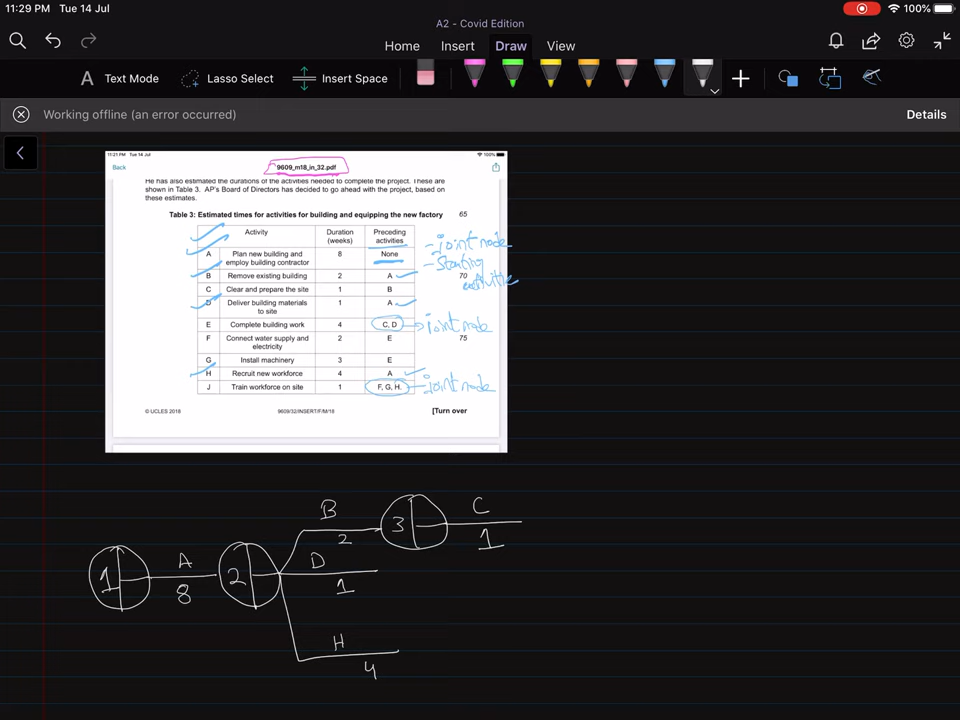 11:29 PM Tue 14 Jul
100%
A2 - Covid Edition
Home Insert Draw View
Text Mode Lasso Select Insert Space
Working offline (an error occurred) Details
11:21 PM Tue 14 Jul
100%
Back 9609_m18_in_32.pdf
He has also estimated the durations of the activities needed to complete the project. These are
shown in Table 3. AP's Board of Directors has decided to go ahead with the project, based on
these estimates.
Table 3: Estimated times for activities for building and equipping the new factory 65
Activity Duration (weeks) Preceding activities
- joint node
A Plan new building and employ building contractor 8 None
- Starting activities
70
B Remove existing building 2 A
C Clear and prepare the site 1 B
D Deliver building materials to site 1 A
E Complete building work 4 C, D joint node
F Connect water supply and electricity 2 E 75
G Install machinery 3 E
H Recruit new workforce 4 A
J Train workforce on site 1 F, G, H. joint node
© UCLES 2018 9609/32/INSERT/F/M/18 [Turn over
B 3 C
2 1
1 A 2 D
8 1
H
4